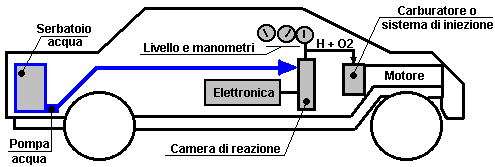 Serbatoio
acqua
Livello e manometri
H + O2
Carburatore o
sistema di iniezione
Motore
Elettronica
Pompa
acqua
Camera di reazione